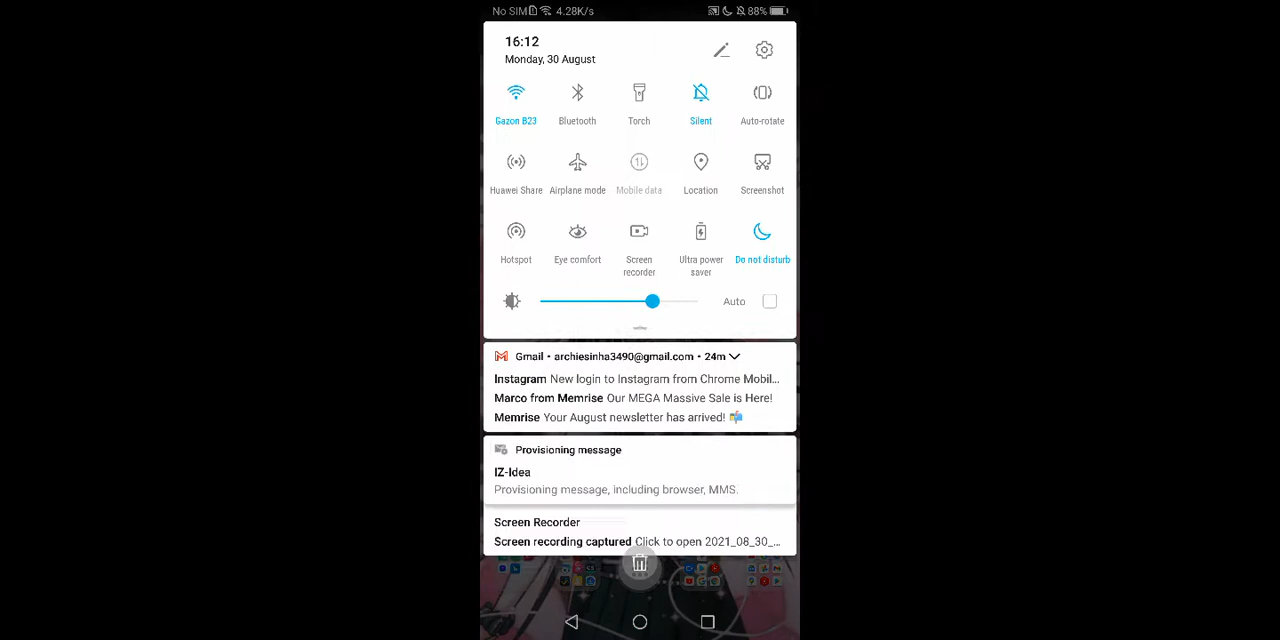 No SIM 4.28K/s 88%
16:12
Monday, 30 August
Gazon B23 Bluetooth Torch Silent Auto-rotate
Huawei Share Airplane mode Mobile data Location Screenshot
Hotspot Eye comfort Screen recorder Ultra power saver Do not disturb
Auto
Gmail • archiesinha3490@gmail.com • 24m
Instagram New login to Instagram from Chrome Mobil...
Marco from Memrise Our MEGA Massive Sale is Here!
Memrise Your August newsletter has arrived! 📬
Provisioning message
IZ-Idea
Provisioning message, including browser, MMS.
Screen Recorder
Screen recording captured Click to open 2021_08_30_...